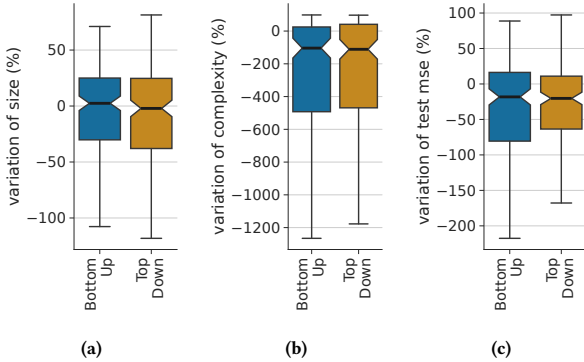 variation of size (%)
50
0
−50
−100
Bottom
Up
Top
Down
(a)
variation of complexity (%)
0
−200
−400
−600
−800
−1000
−1200
Bottom
Up
Top
Down
(b)
variation of test mse (%)
100
50
0
−50
−100
−150
−200
Bottom
Up
Top
Down
(c)